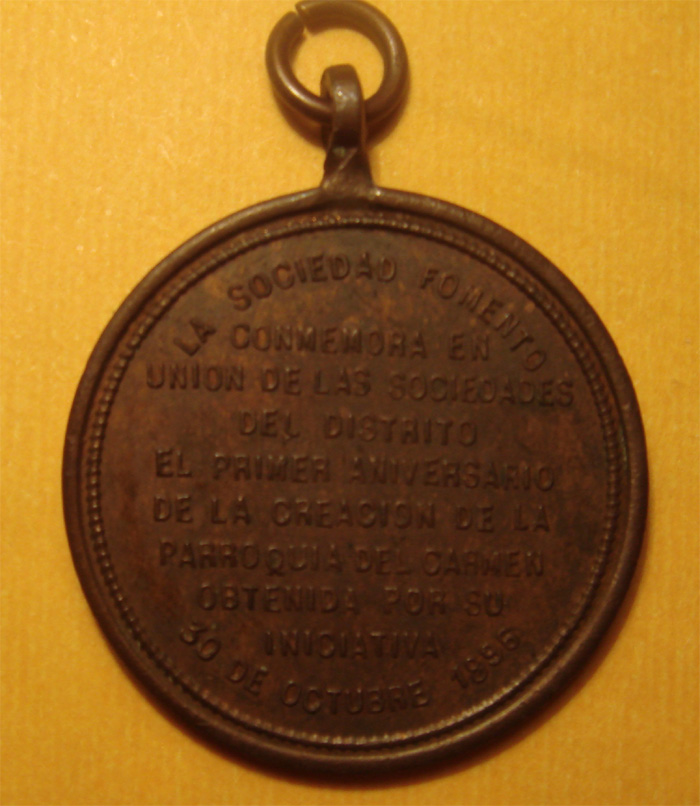 LA SOCIEDAD FOMENTO
CONMEMORA EN
UNION DE LAS SOCIEDADES
DEL DISTRITO
EL PRIMER ANIVERSARIO
DE LA CREACION DE LA
PARROQUIA DEL CARMEN
OBTENIDA POR SU
INICIATIVA
30 DE OCTUBRE 1896